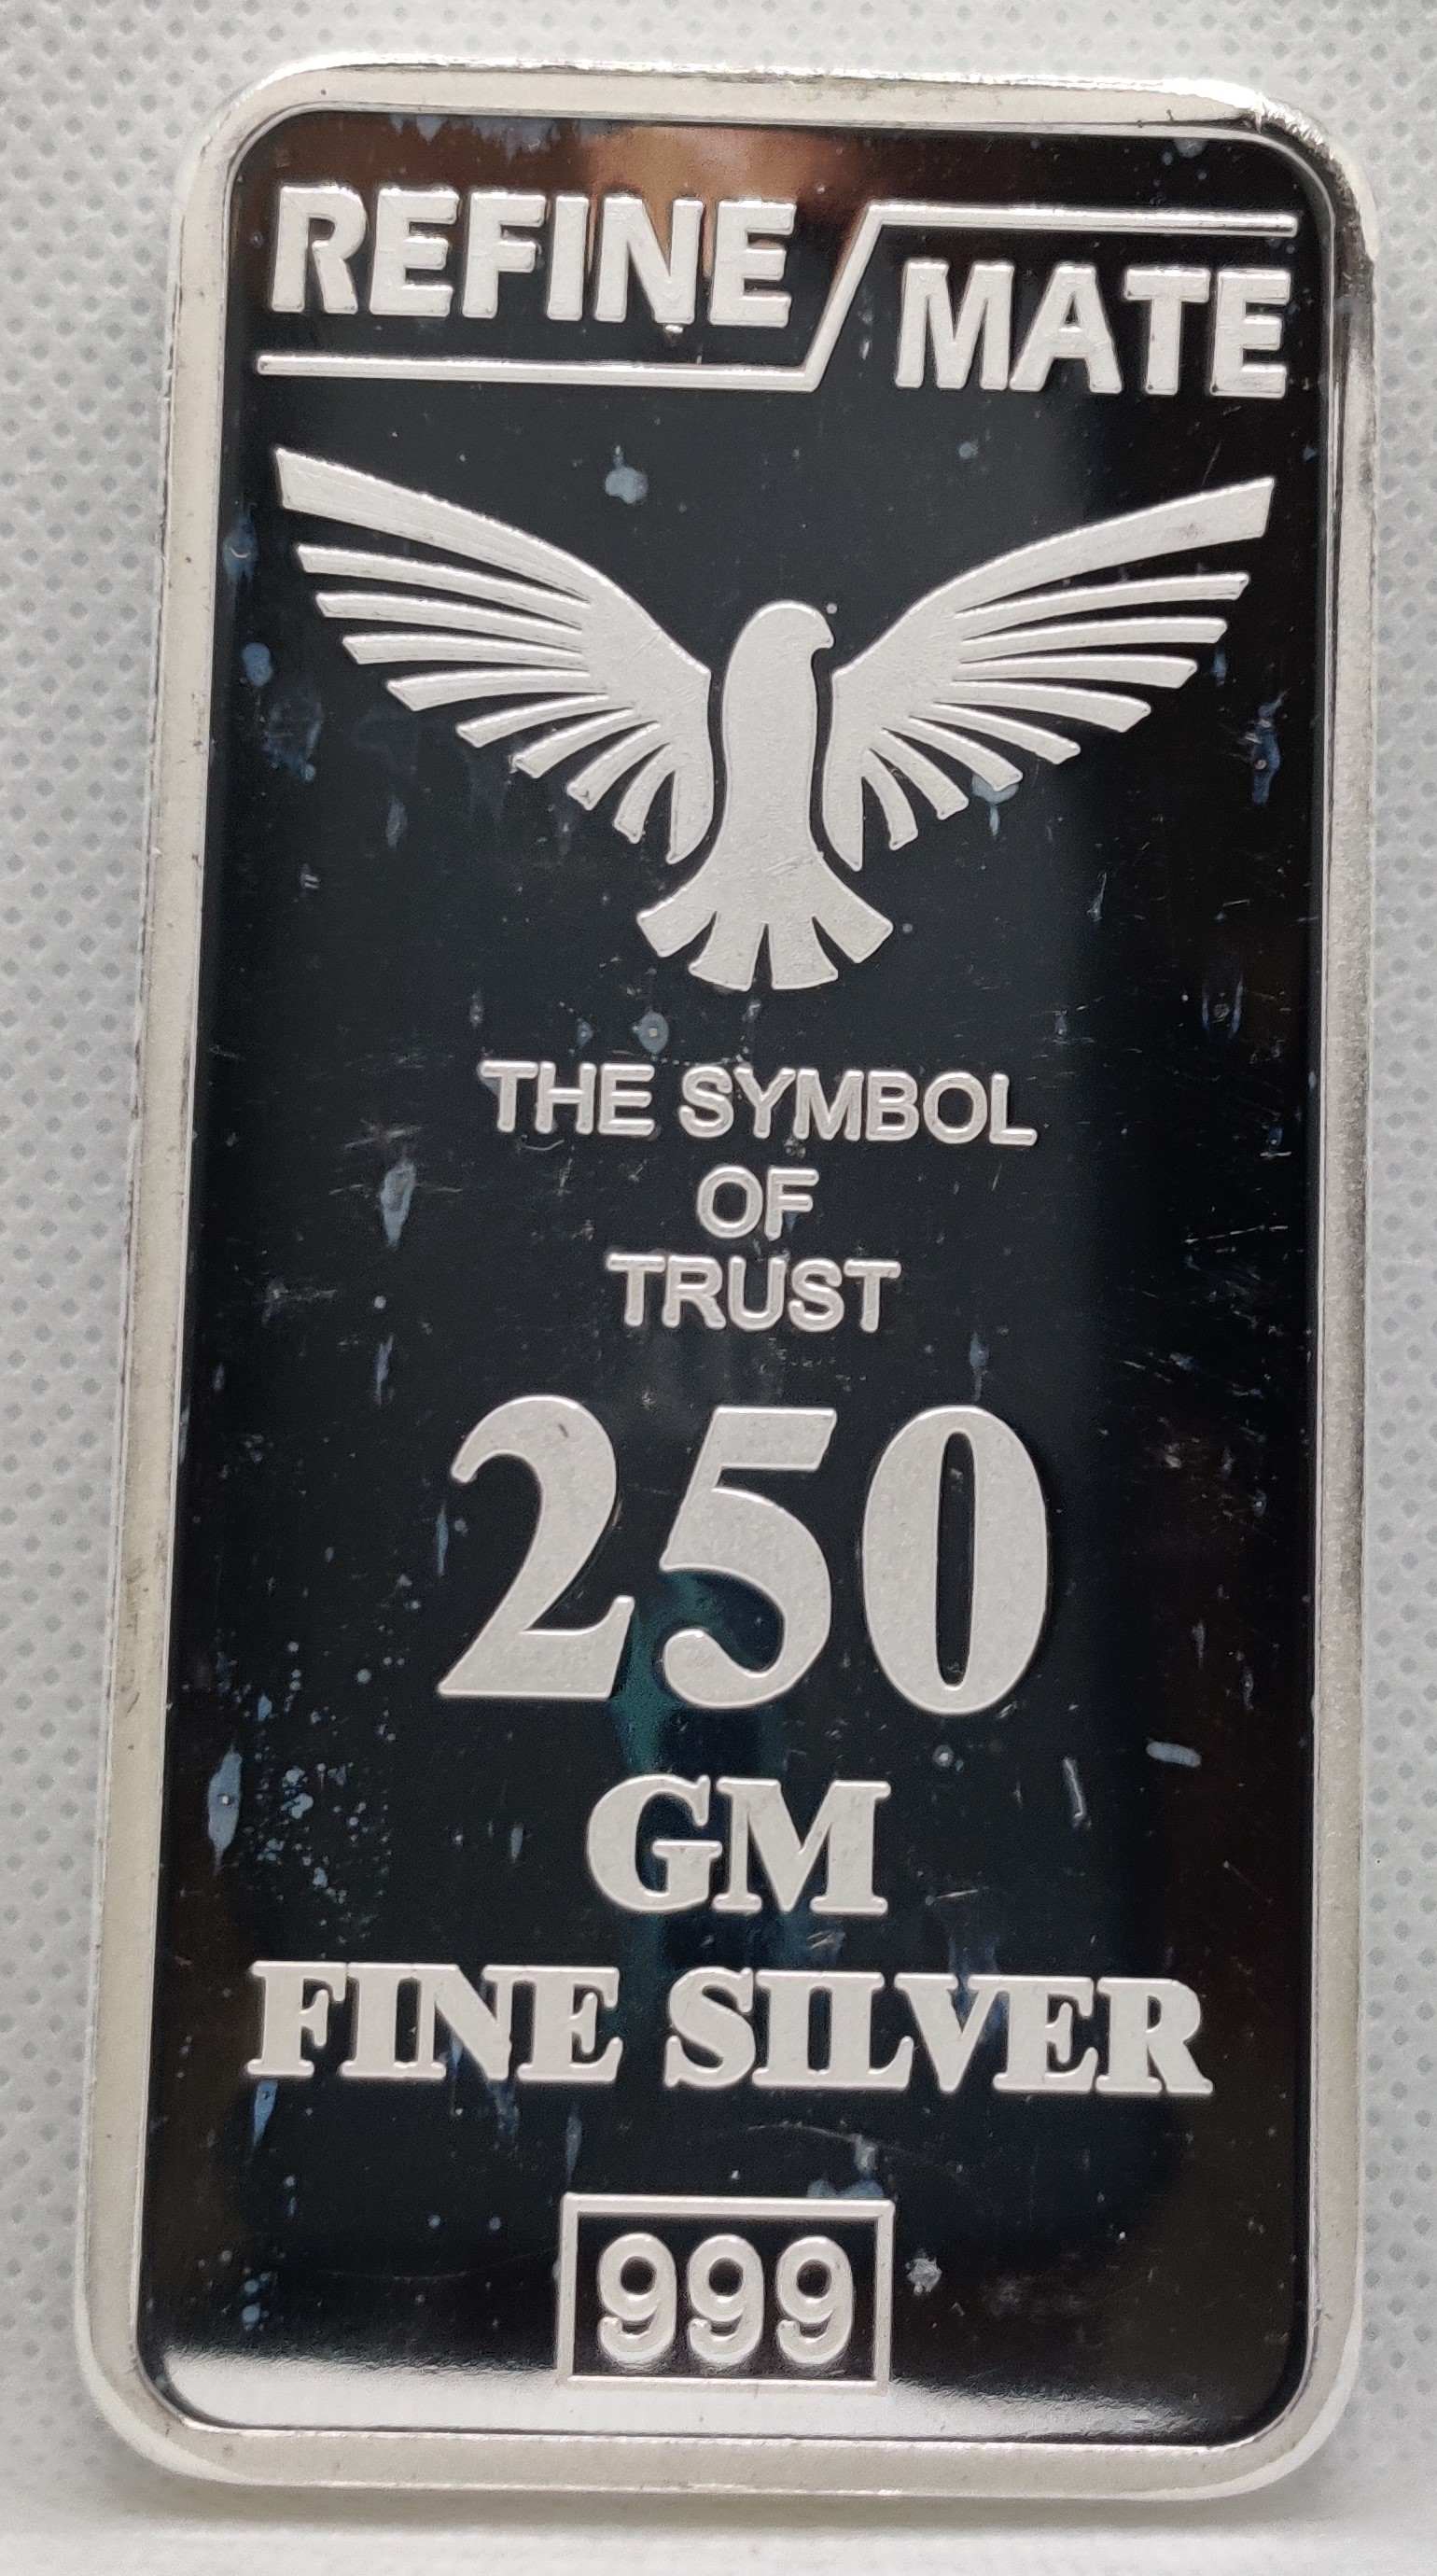 REFINE MATE
THE SYMBOL
OF
TRUST
250
GM
FINE SILVER
999